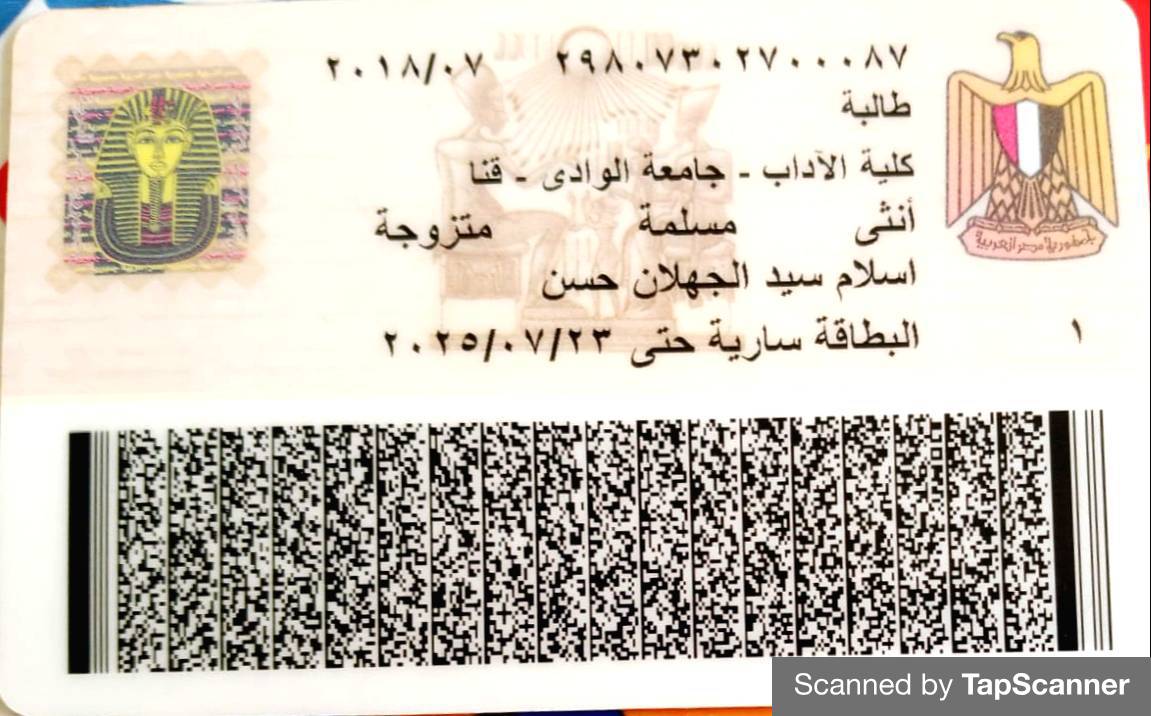 ٢٩٨٠٧٣٠٢٧٠٠٠٨٧ ٢٠١٨/٠٧
طالبة
كلية الآداب - جامعة الوادى - قنا
أنثى مسلمة متزوجة
اسلام سيد الجهلان حسن
البطاقة سارية حتى ٢٠٢٥/٠٧/٢٣
١
جمهورية مصر العربية
Scanned by TapScanner